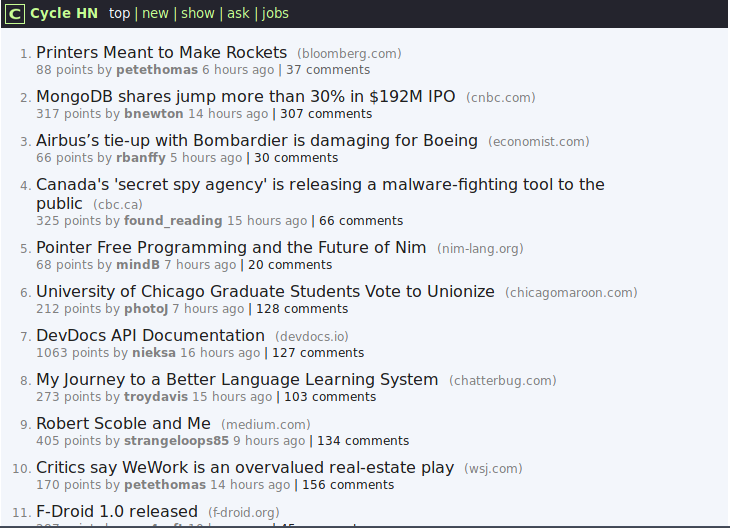 C Cycle HN top | new | show | ask | jobs
1. Printers Meant to Make Rockets (bloomberg.com)
88 points by petethomas 6 hours ago | 37 comments
2. MongoDB shares jump more than 30% in $192M IPO (cnbc.com)
317 points by bnewton 14 hours ago | 307 comments
3. Airbus’s tie-up with Bombardier is damaging for Boeing (economist.com)
66 points by rbanffy 5 hours ago | 30 comments
4. Canada's 'secret spy agency' is releasing a malware-fighting tool to the
public (cbc.ca)
325 points by found_reading 15 hours ago | 66 comments
5. Pointer Free Programming and the Future of Nim (nim-lang.org)
68 points by mindB 7 hours ago | 20 comments
6. University of Chicago Graduate Students Vote to Unionize (chicagomaroon.com)
212 points by photoJ 7 hours ago | 128 comments
7. DevDocs API Documentation (devdocs.io)
1063 points by nieksa 16 hours ago | 127 comments
8. My Journey to a Better Language Learning System (chatterbug.com)
273 points by troydavis 15 hours ago | 103 comments
9. Robert Scoble and Me (medium.com)
405 points by strangeloops85 9 hours ago | 134 comments
10. Critics say WeWork is an overvalued real-estate play (wsj.com)
170 points by petethomas 14 hours ago | 156 comments
11. F-Droid 1.0 released (f-droid.org)
points by hours ago | comments